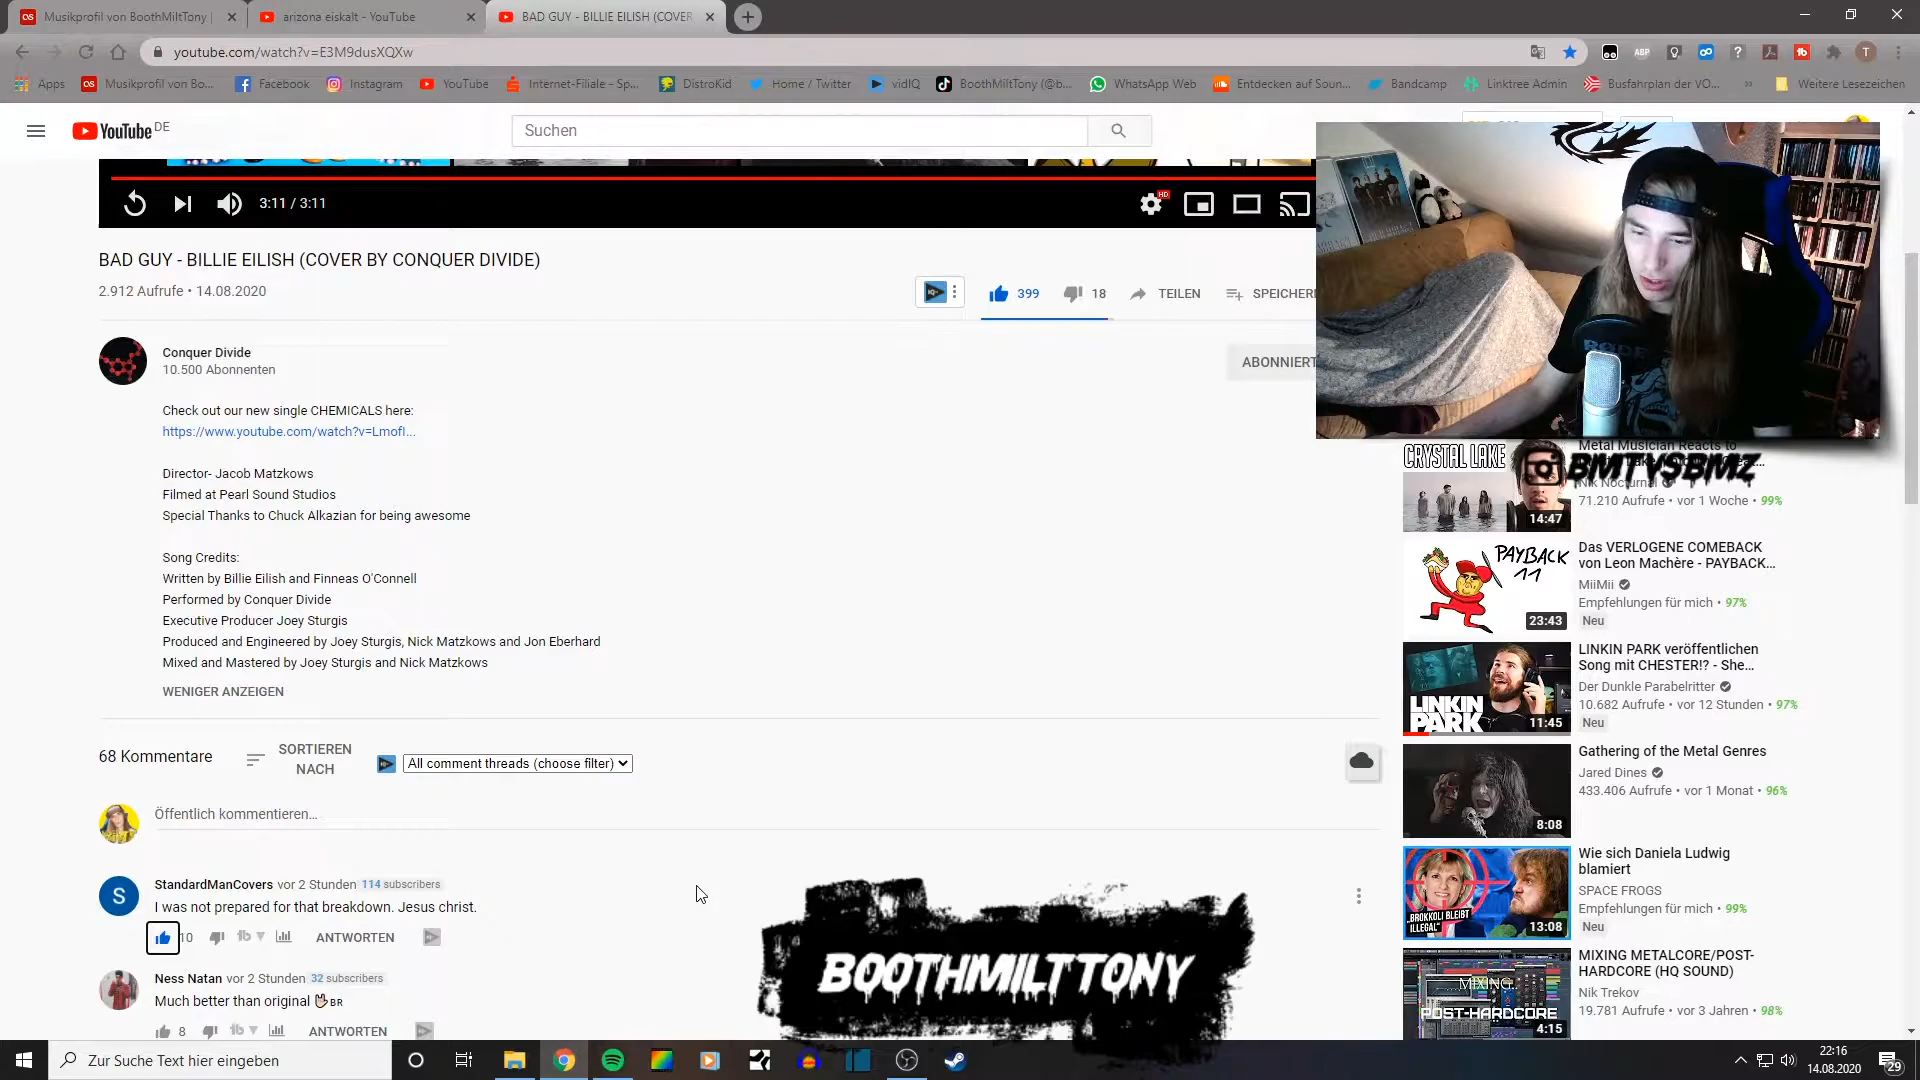 Musikprofil von BoothMiltTony |
arizona eiskalt - YouTube
BAD GUY - BILLIE EILISH (COVER
youtube.com/watch?v=E3M9dusXQXw
Apps
Musikprofil von Bo...
Facebook
Instagram
YouTube
Internet-Filiale - Sp...
DistroKid
Home / Twitter
vidIQ
BoothMiltTony (@b...
WhatsApp Web
Entdecken auf Soun...
Bandcamp
Linktree Admin
Busfahrplan der VO...
Weitere Lesezeichen
YouTube DE
Suchen
3:11 / 3:11
HD
BAD GUY - BILLIE EILISH (COVER BY CONQUER DIVIDE)
2.912 Aufrufe • 14.08.2020
399
18
TEILEN
SPEICHERN
Conquer Divide
10.500 Abonnenten
ABONNIERT
Check out our new single CHEMICALS here:
https://www.youtube.com/watch?v=Lmofl...
Director- Jacob Matzkows
Filmed at Pearl Sound Studios
Special Thanks to Chuck Alkazian for being awesome
Song Credits:
Written by Billie Eilish and Finneas O'Connell
Performed by Conquer Divide
Executive Producer Joey Sturgis
Produced and Engineered by Joey Sturgis, Nick Matzkows and Jon Eberhard
Mixed and Mastered by Joey Sturgis and Nick Matzkows
WENIGER ANZEIGEN
68 Kommentare
SORTIEREN
NACH
All comment threads (choose filter)
Öffentlich kommentieren...
S
StandardManCovers vor 2 Stunden 114 subscribers
I was not prepared for that breakdown. Jesus christ.
10
ANTWORTEN
Ness Natan vor 2 Stunden 32 subscribers
Much better than original 🤘BR
8
ANTWORTEN
BOOTHMILTTONY
RØDE
CRYSTAL LAKE
14:47
Metal Musician Reacts to
BMTVSBMZ
Nik Nocturnal
71.210 Aufrufe • vor 1 Woche • 99%
PAYBACK
11
23:43
Das VERLOGENE COMEBACK
von Leon Machère - PAYBACK...
MiiMii
Empfehlungen für mich • 97%
Neu
LINKIN
PARK
11:45
LINKIN PARK veröffentlichen
Song mit CHESTER!? - She...
Der Dunkle Parabelritter
10.682 Aufrufe • vor 12 Stunden • 97%
Neu
8:08
Gathering of the Metal Genres
Jared Dines
433.406 Aufrufe • vor 1 Monat • 96%
„BROKKOLI BLEIBT
ILLEGAL“
13:08
Wie sich Daniela Ludwig
blamiert
SPACE FROGS
Empfehlungen für mich • 99%
Neu
MIXING...
POST-HARDCORE
4:15
MIXING METALCORE/POST-
HARDCORE (HQ SOUND)
Nik Trekov
19.781 Aufrufe • vor 3 Jahren • 98%
Zur Suche Text hier eingeben
22:16
14.08.2020
29